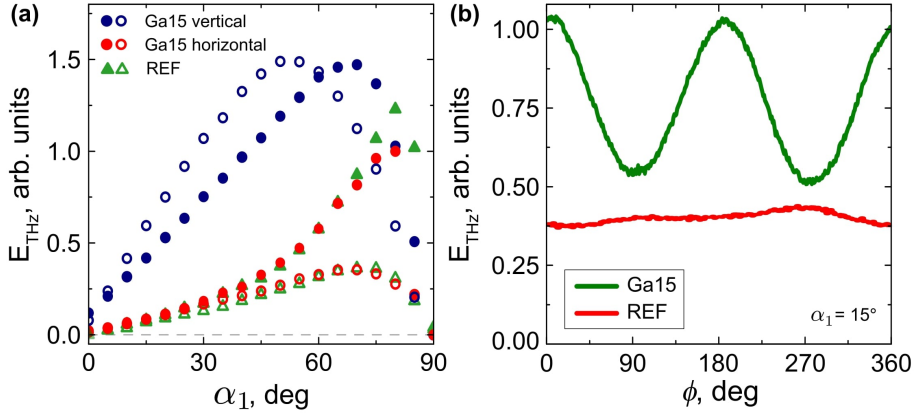 (a)
Ga15 vertical
Ga15 horizontal
REF
E_THz, arb. units
1.5
1.0
0.5
0.0
0 30 60 90
α₁, deg
(b)
E_THz, arb. units
1.00
0.75
0.50
0.25
0.00
Ga15
REF
α₁ = 15°
0 90 180 270 360
ϕ, deg